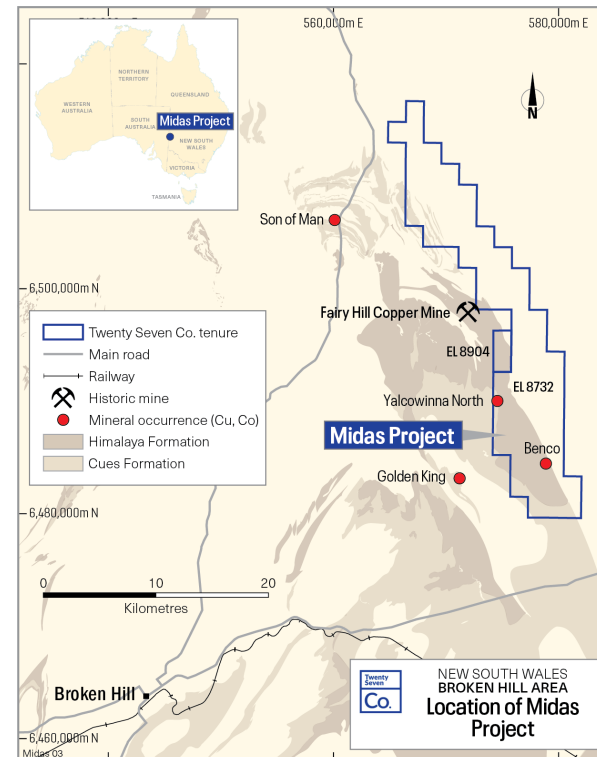 560,000m E
580,000m E
NORTHERN
TERRITORY
QUEENSLAND
WESTERN
AUSTRALIA
SOUTH
AUSTRALIA
Midas Project
NEW SOUTH
WALES
VICTORIA
TASMANIA
N
Son of Man
6,500,000m N
Fairy Hill Copper Mine
EL 8904
EL 8732
Yalcowinna North
Midas Project
Benco
Golden King
Twenty Seven Co. tenure
Main road
Railway
Historic mine
Mineral occurrence (Cu, Co)
Himalaya Formation
Cues Formation
6,480,000m N
0 10 20
Kilometres
Broken Hill
6,460,000m N
Midas 03
Twenty
Seven
Co.
NEW SOUTH WALES
BROKEN HILL AREA
Location of Midas
Project